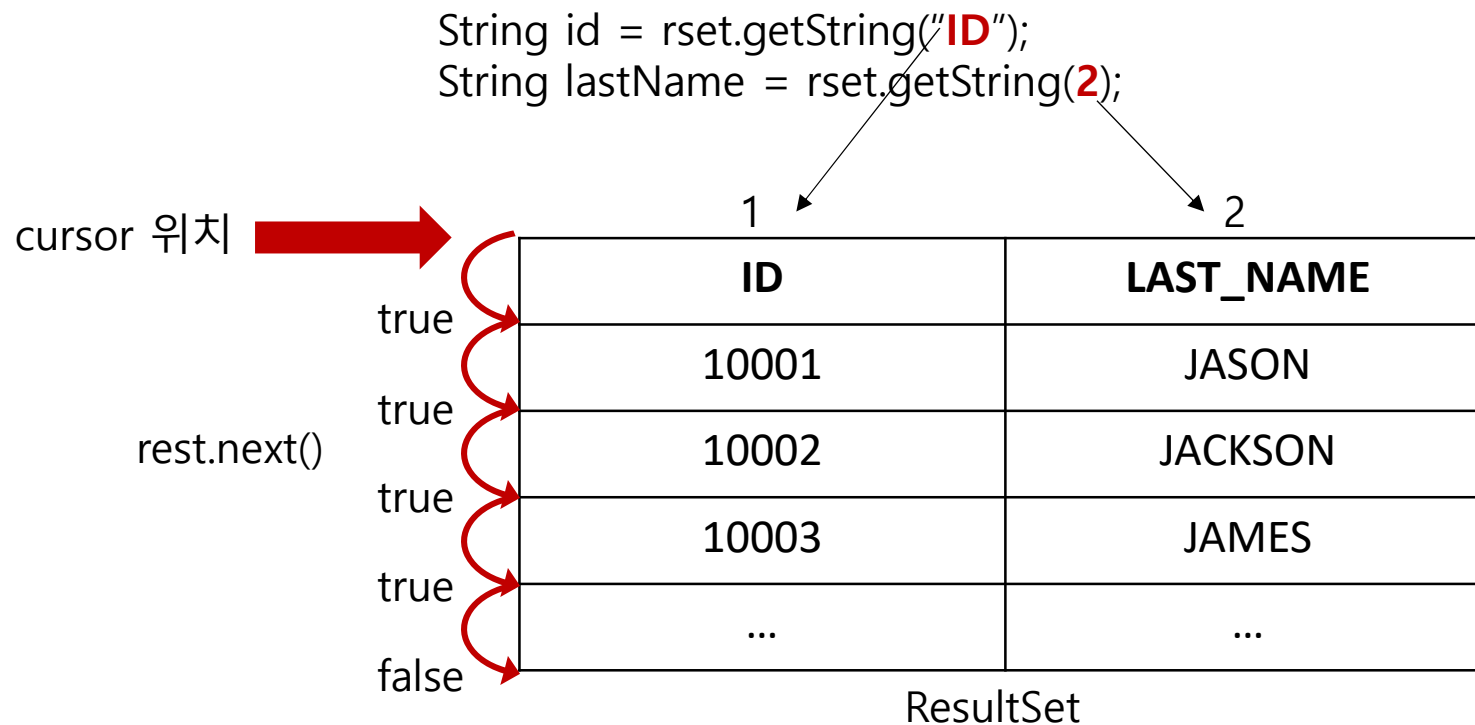 String id = rset.getString("ID");
String lastName = rset.getString(2);
1 2
cursor 위치
ID LAST_NAME
true
10001 JASON
true
rest.next()
10002 JACKSON
true
10003 JAMES
true
... ...
false
ResultSet